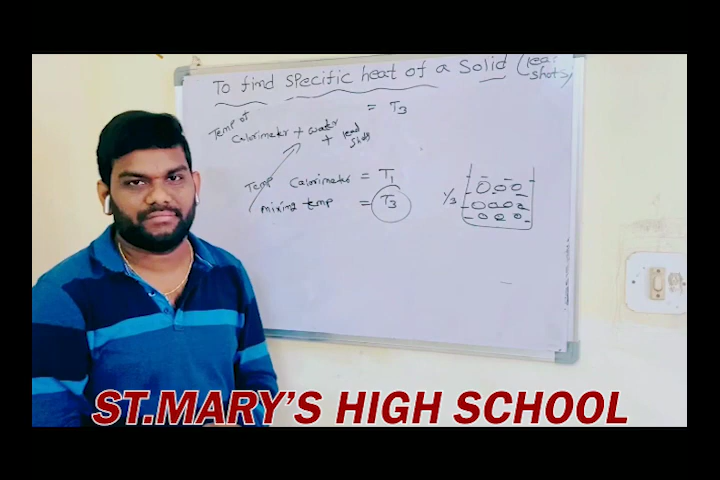 To find specific heat of a solid (lead
shots)
Temp of
Calorimeter + water = T3
+ lead
shots
Temp Calorimeter = T1
mixing temp = T3
1/3
ST.MARY'S HIGH SCHOOL